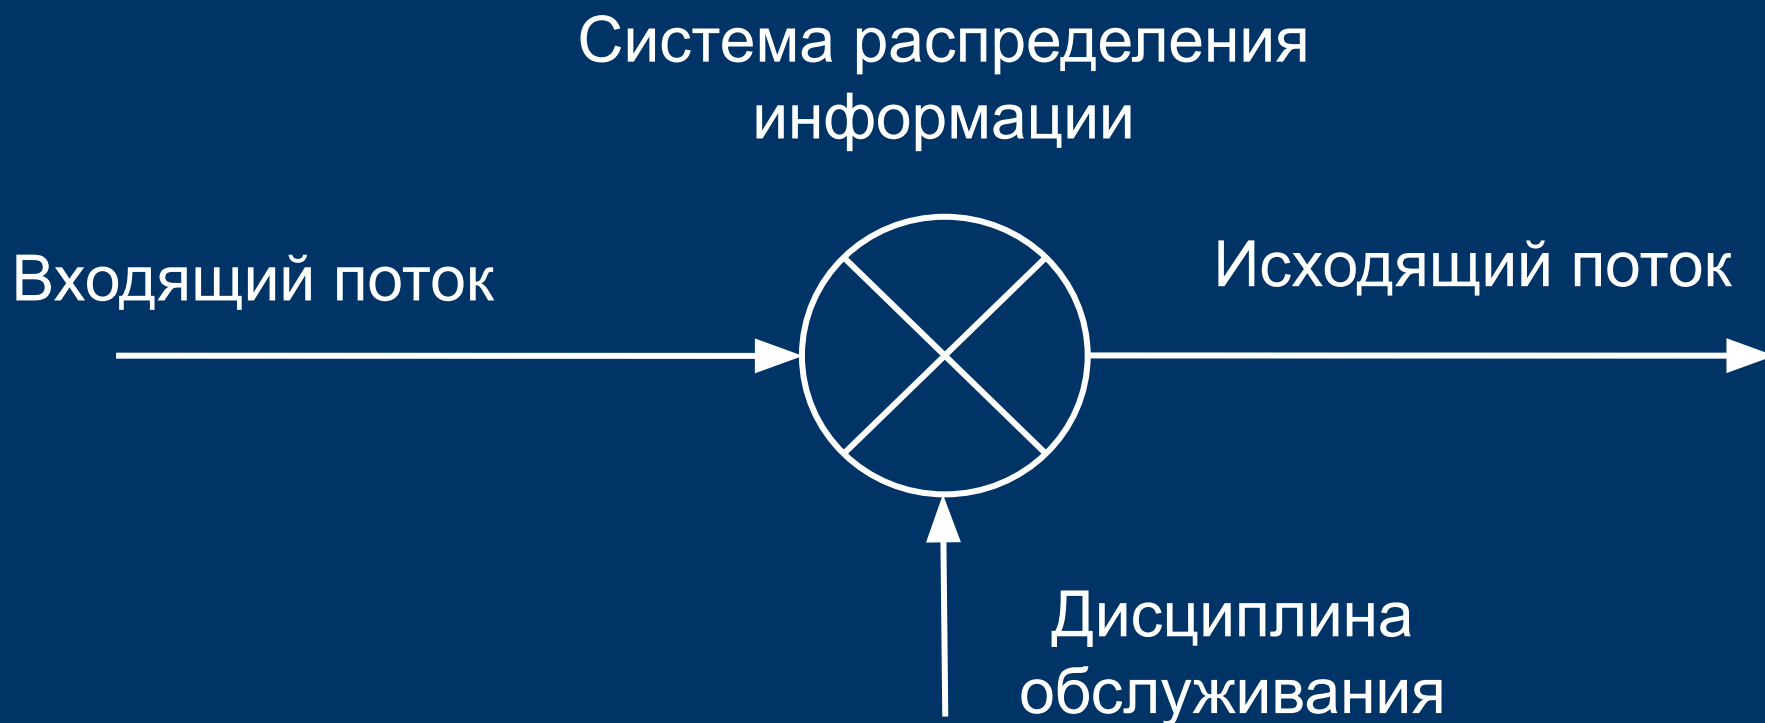 Система распределения
информации
Входящий поток
Исходящий поток
Дисциплина
обслуживания